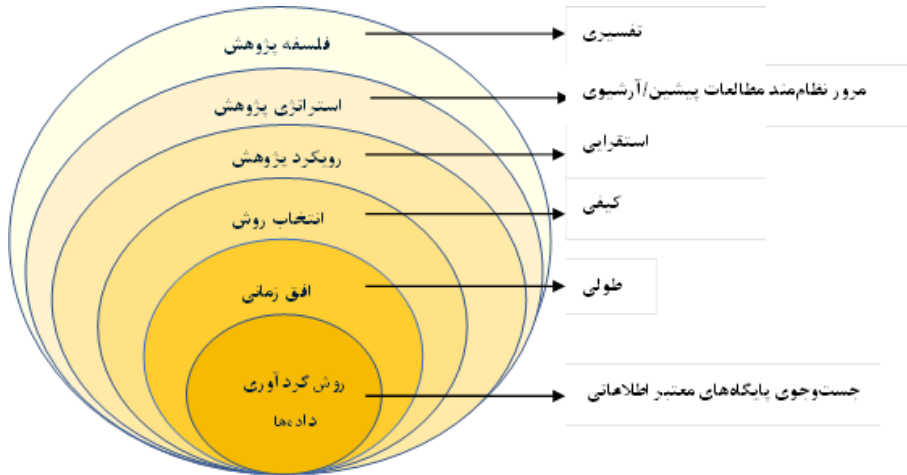 فلسفه پژوهش
تفسیری
استراتژی پژوهش
مرور نظام‌مند مطالعات پیشین/آرشیوی
رویکرد پژوهش
استقرایی
انتخاب روش
کیفی
افق زمانی
طولی
روش گردآوری
داده‌ها
جست‌وجوی پایگاه‌های معتبر اطلاعاتی